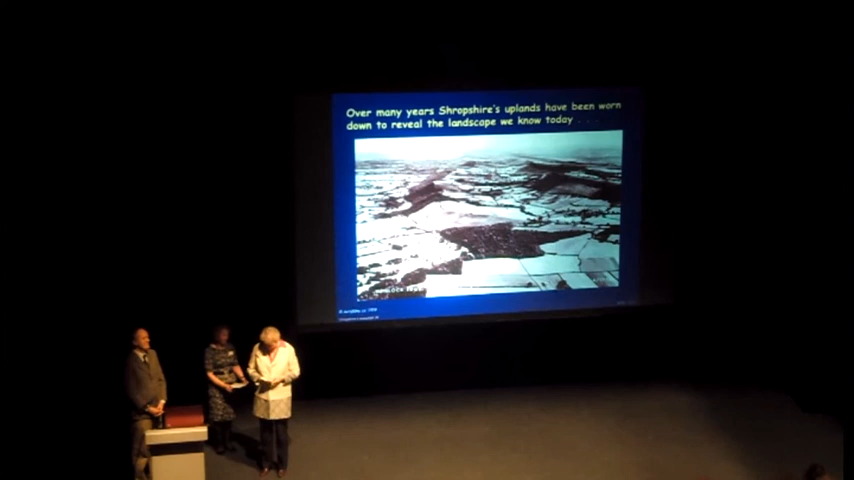 Over many years Shropshire's uplands have been worn
down to reveal the landscape we know today . . .